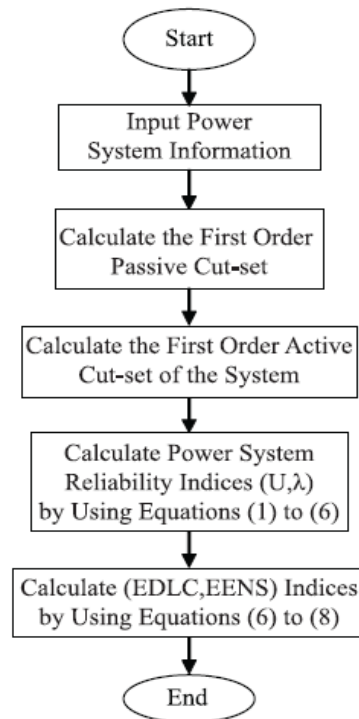 Start
Input Power
System Information
Calculate the First Order
Passive Cut-set
Calculate the First Order Active
Cut-set of the System
Calculate Power System
Reliability Indices (U,λ)
by Using Equations (1) to (6)
Calculate (EDLC,EENS) Indices
by Using Equations (6) to (8)
End